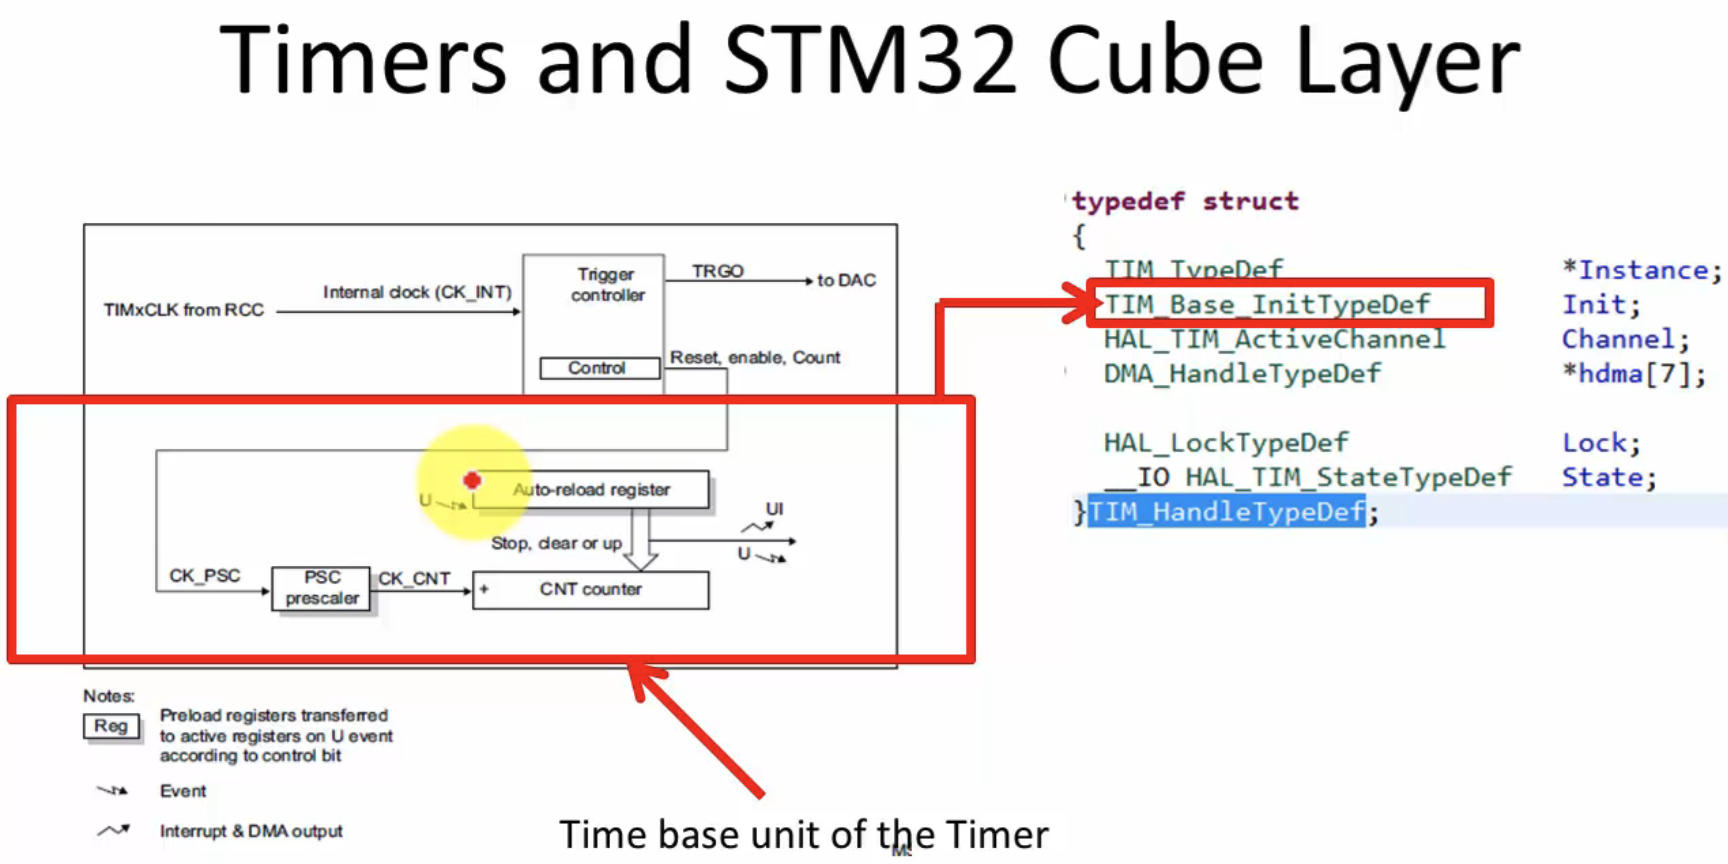 Timers and STM32 Cube Layer
TIMxCLK from RCC
Internal clock (CK_INT)
Trigger
controller
TRGO
to DAC
Control
Reset, enable, Count
U
Auto-reload register
Stop, clear or up
UI
U
CK_PSC
PSC
prescaler
CK_CNT
+
CNT counter
Notes:
Reg
Preload registers transferred
to active registers on U event
according to control bit
Event
Interrupt & DMA output
Time base unit of the Timer
typedef struct
{
TIM_TypeDef *Instance;
TIM_Base_InitTypeDef Init;
HAL_TIM_ActiveChannel Channel;
DMA_HandleTypeDef *hdma[7];
HAL_LockTypeDef Lock;
__IO HAL_TIM_StateTypeDef State;
}TIM_HandleTypeDef;